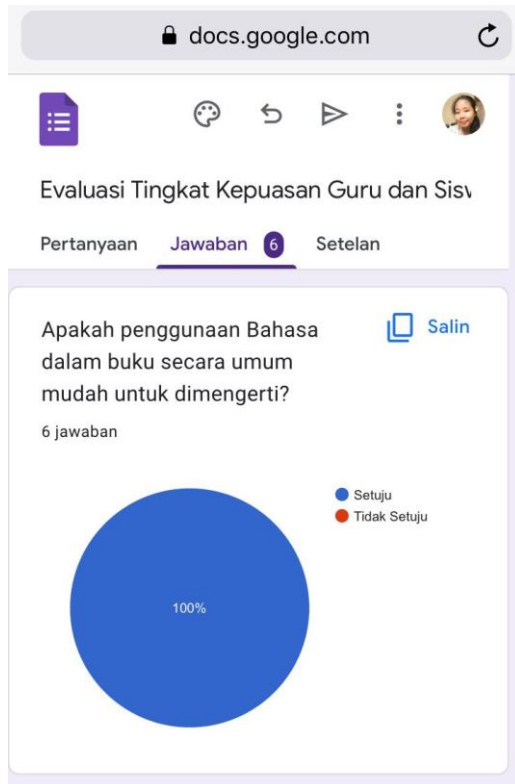 docs.google.com
Evaluasi Tingkat Kepuasan Guru dan Sisv
Pertanyaan Jawaban 6 Setelan
Apakah penggunaan Bahasa
dalam buku secara umum
mudah untuk dimengerti?
Salin
6 jawaban
Setuju
Tidak Setuju
100%